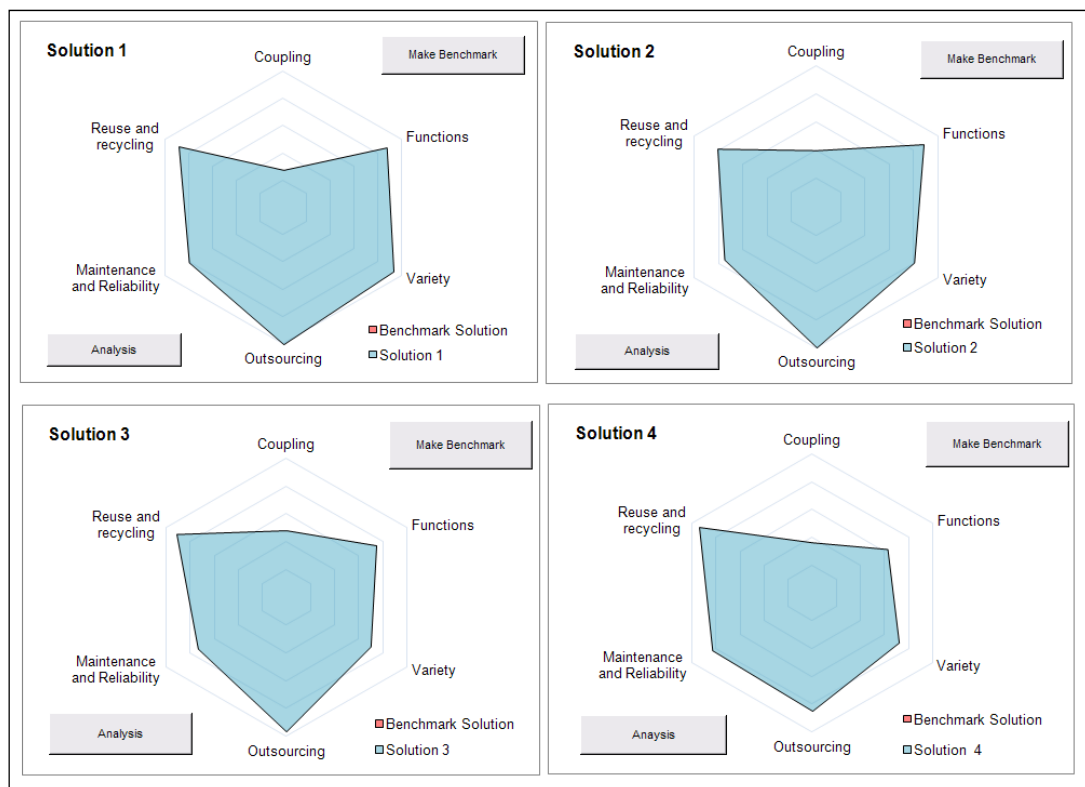 Solution 1
Make Benchmark
Coupling
Reuse and
recycling
Functions
Maintenance
and Reliability
Variety
Benchmark Solution
Analysis
Outsourcing
Solution 1
Solution 2
Make Benchmark
Coupling
Reuse and
recycling
Functions
Maintenance
and Reliability
Variety
Benchmark Solution
Analysis
Outsourcing
Solution 2
Solution 3
Make Benchmark
Coupling
Reuse and
recycling
Functions
Maintenance
and Reliability
Variety
Benchmark Solution
Analysis
Outsourcing
Solution 3
Solution 4
Make Benchmark
Coupling
Reuse and
recycling
Functions
Maintenance
and Reliability
Variety
Benchmark Solution
Anaysis
Outsourcing
Solution 4